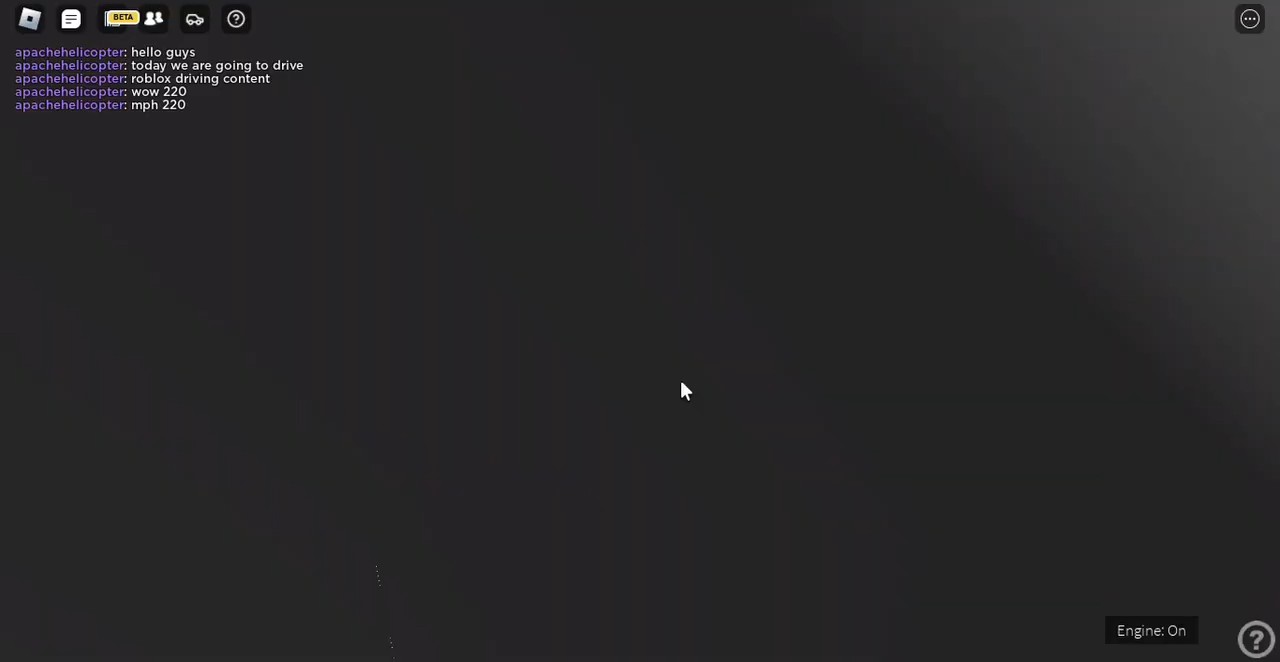 BETA
apachehelicopter: hello guys
apachehelicopter: today we are going to drive
apachehelicopter: roblox driving content
apachehelicopter: wow 220
apachehelicopter: mph 220
Engine: On